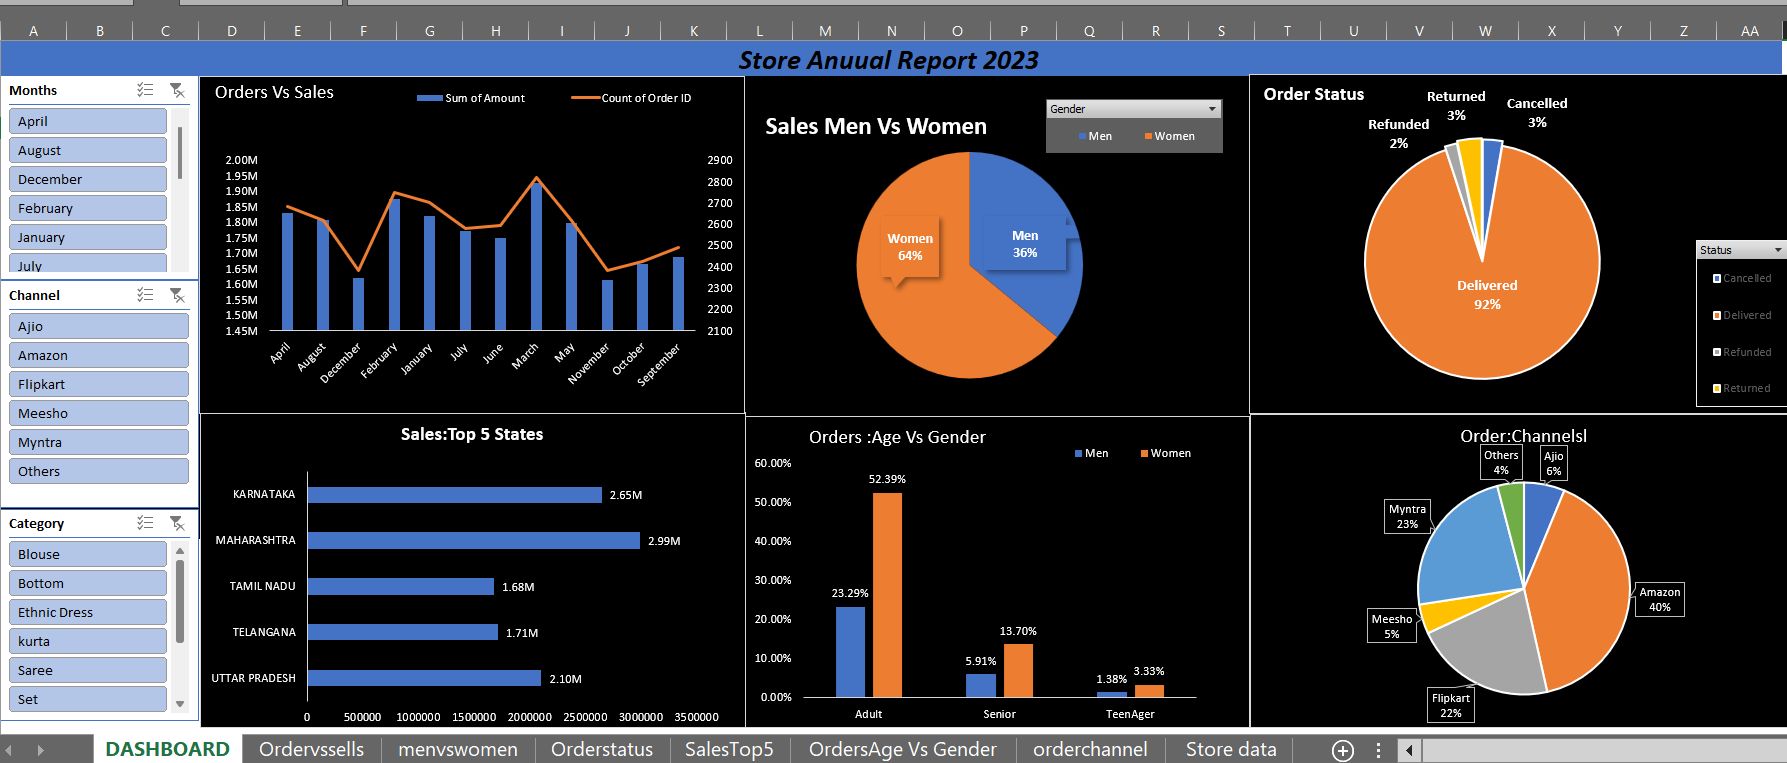 A B C D E F G H I J K L M N O P Q R S T U V W X Y Z AA
Store Anuual Report 2023
Months
April
August
December
February
January
July
Channel
Ajio
Amazon
Flipkart
Meesho
Myntra
Others
Category
Blouse
Bottom
Ethnic Dress
kurta
Saree
Set
Orders Vs Sales
Sum of Amount
Count of Order ID
2.00M
1.95M
1.90M
1.85M
1.80M
1.75M
1.70M
1.65M
1.60M
1.55M
1.50M
1.45M
2900
2800
2700
2600
2500
2400
2300
2200
2100
April
August
December
February
January
July
June
March
May
November
October
September
Sales Men Vs Women
Gender
Men
Women
Women
64%
Men
36%
Order Status
Returned
3%
Cancelled
3%
Refunded
2%
Delivered
92%
Status
Cancelled
Delivered
Refunded
Returned
Sales:Top 5 States
KARNATAKA
2.65M
MAHARASHTRA
2.99M
TAMIL NADU
1.68M
TELANGANA
1.71M
UTTAR PRADESH
2.10M
0 500000 1000000 1500000 2000000 2500000 3000000 3500000
Orders :Age Vs Gender
Men
Women
60.00%
50.00%
40.00%
30.00%
20.00%
10.00%
0.00%
23.29%
52.39%
5.91%
13.70%
1.38%
3.33%
Adult
Senior
TeenAger
Order:Channelsl
Others
4%
Ajio
6%
Myntra
23%
Amazon
40%
Meesho
5%
Flipkart
22%
DASHBOARD
Ordervssells
menvswomen
Orderstatus
SalesTop5
OrdersAge Vs Gender
orderchannel
Store data